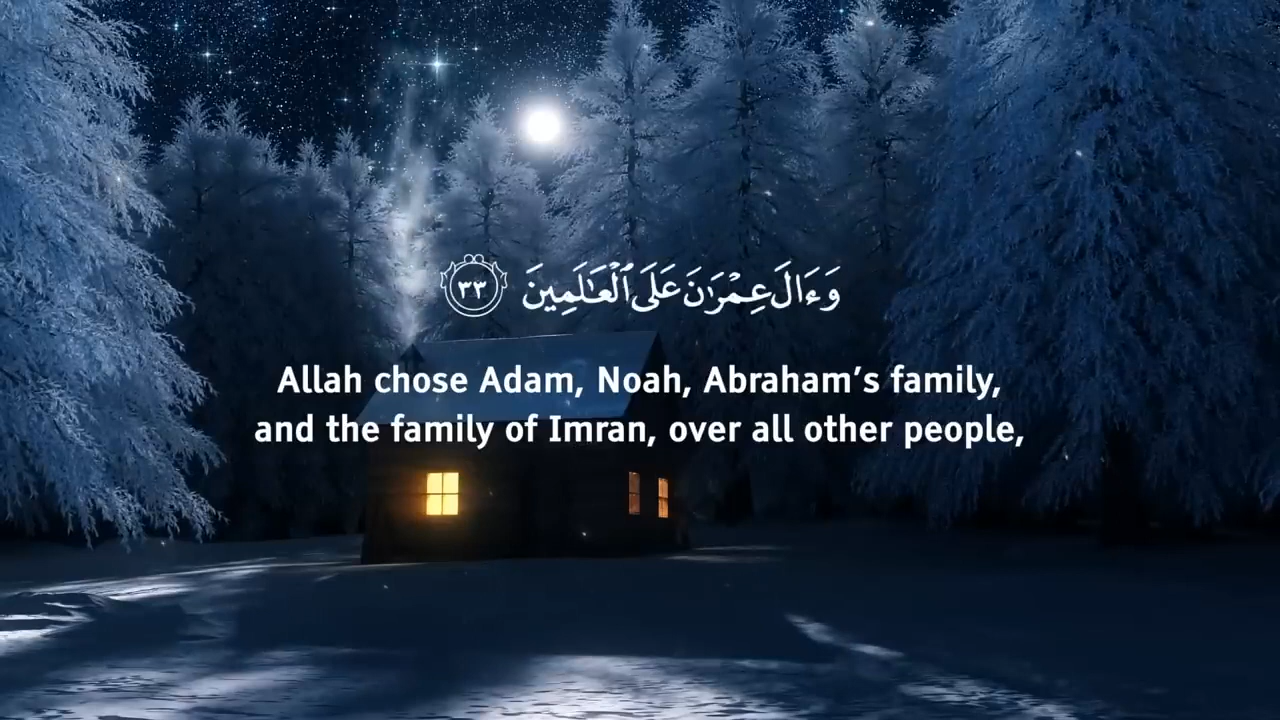 وَءَالَ عِمْرَٰنَ عَلَى ٱلْعَـٰلَمِينَ ٣٣
Allah chose Adam, Noah, Abraham’s family,
and the family of Imran, over all other people,